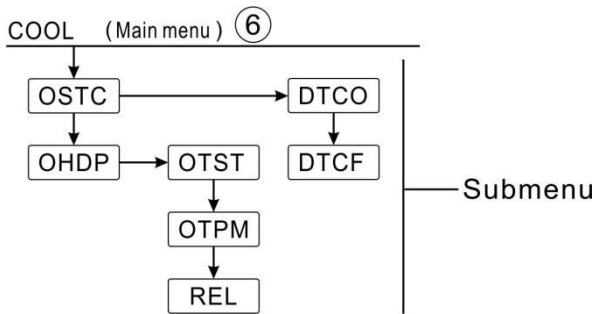 COOL (Main menu) ⑥
OSTC DTCO
OHDP OTST DTCF
Submenu
OTPM
REL